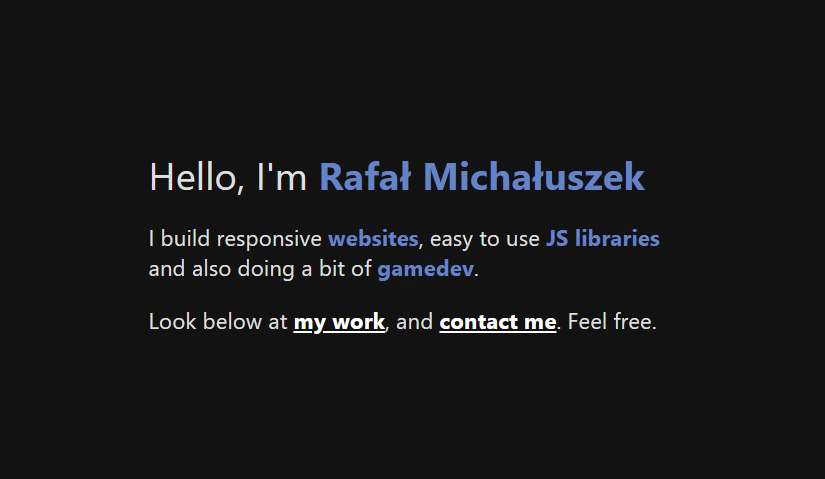 Hello, I'm Rafał Michałuszek
I build responsive websites, easy to use JS libraries
and also doing a bit of gamedev.
Look below at my work, and contact me. Feel free.